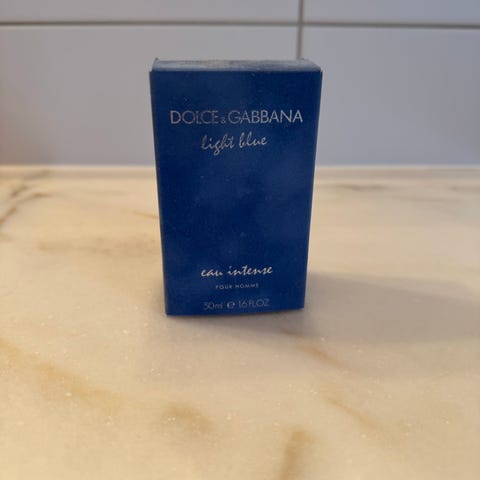 DOLCE & GABBANA
light blue
eau intense
POUR HOMME
50ml ℮ 1.6 FL.OZ.